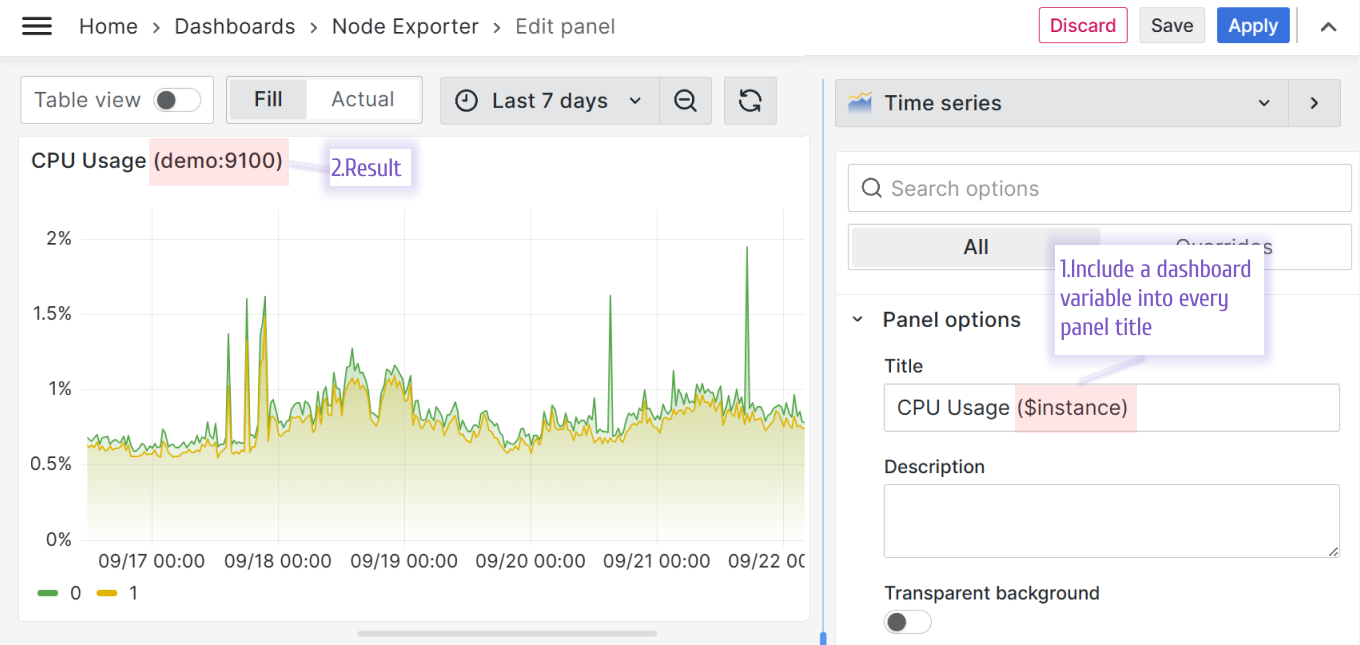 Home › Dashboards › Node Exporter › Edit panel
Discard
Save
Apply
Table view
Fill
Actual
Last 7 days
Time series
CPU Usage (demo:9100)
2.Result
Search options
All
Overrides
1.Include a dashboard
variable into every
panel title
Panel options
Title
CPU Usage ($instance)
Description
Transparent background
2%
1.5%
1%
0.5%
0%
09/17 00:00
09/18 00:00
09/19 00:00
09/20 00:00
09/21 00:00
09/22 0
0
1